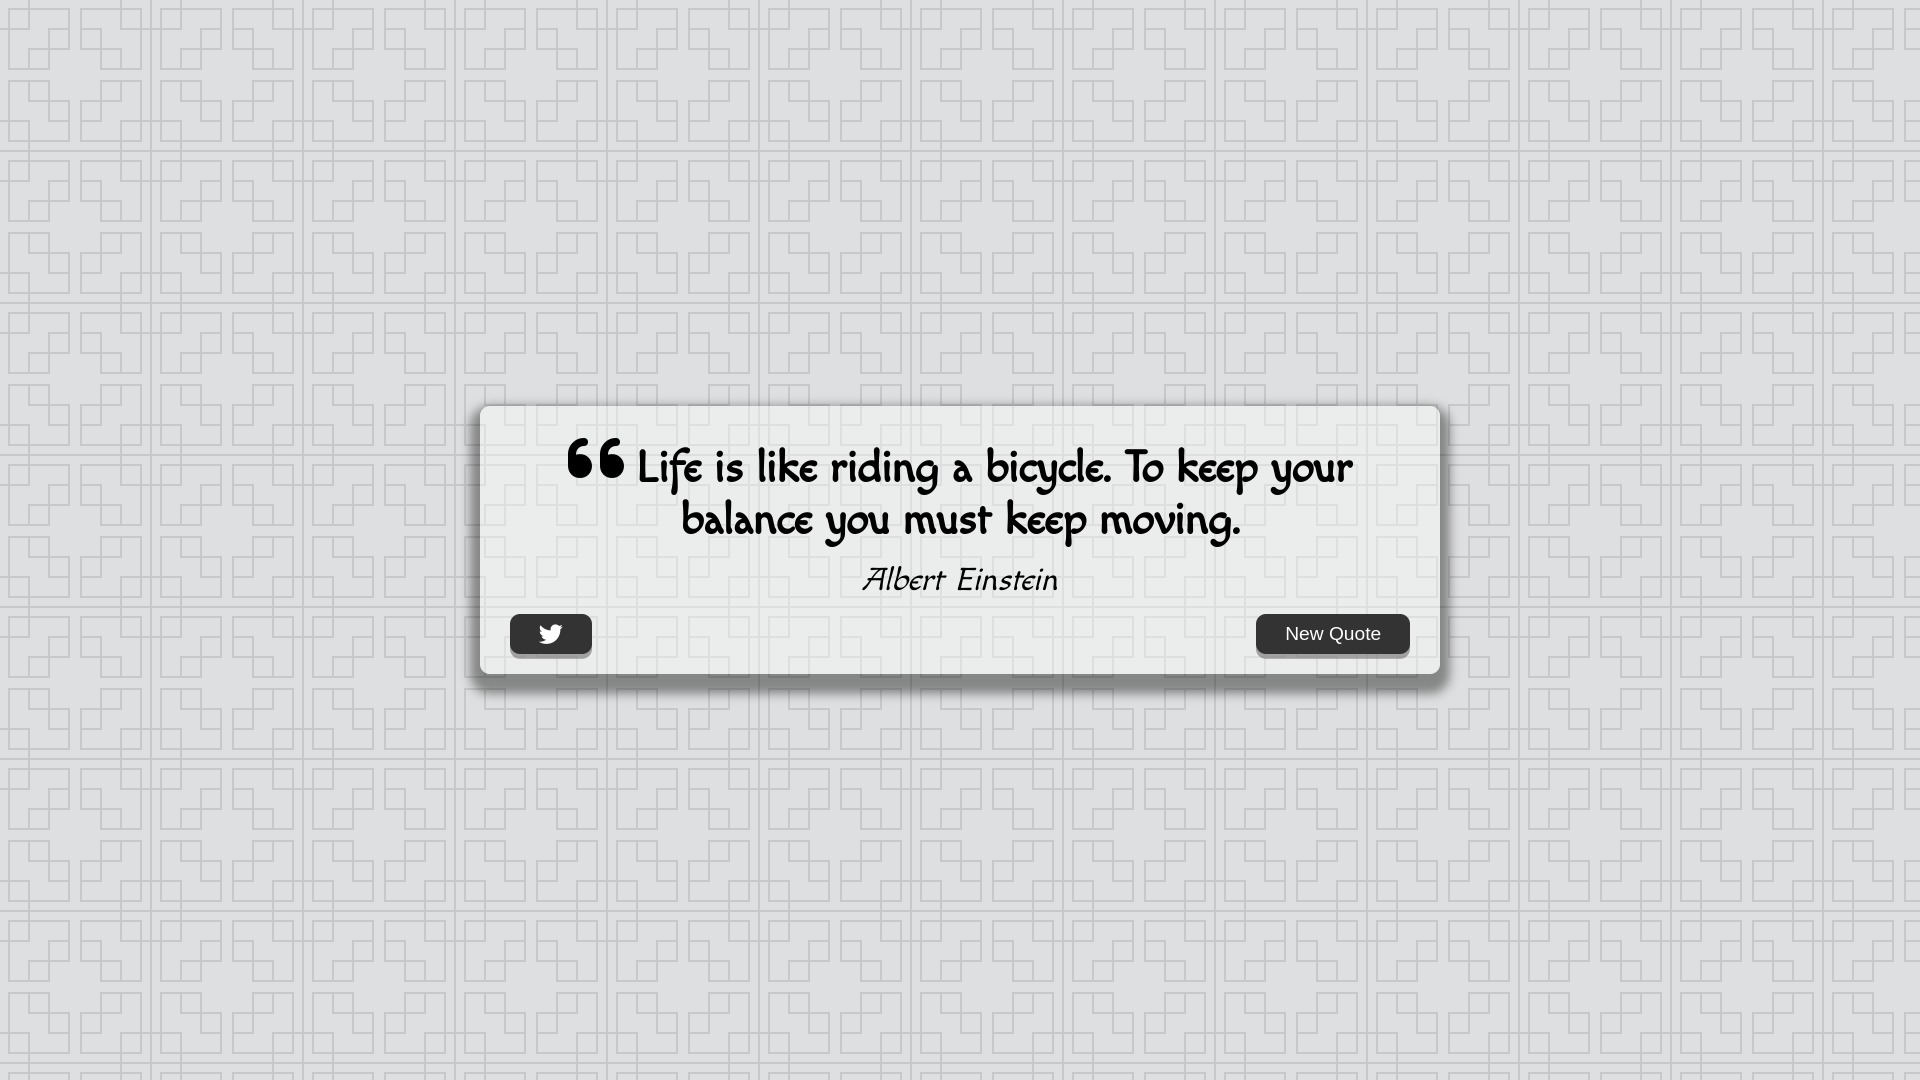 “ Life is like riding a bicycle. To keep your
balance you must keep moving.
Albert Einstein
New Quote